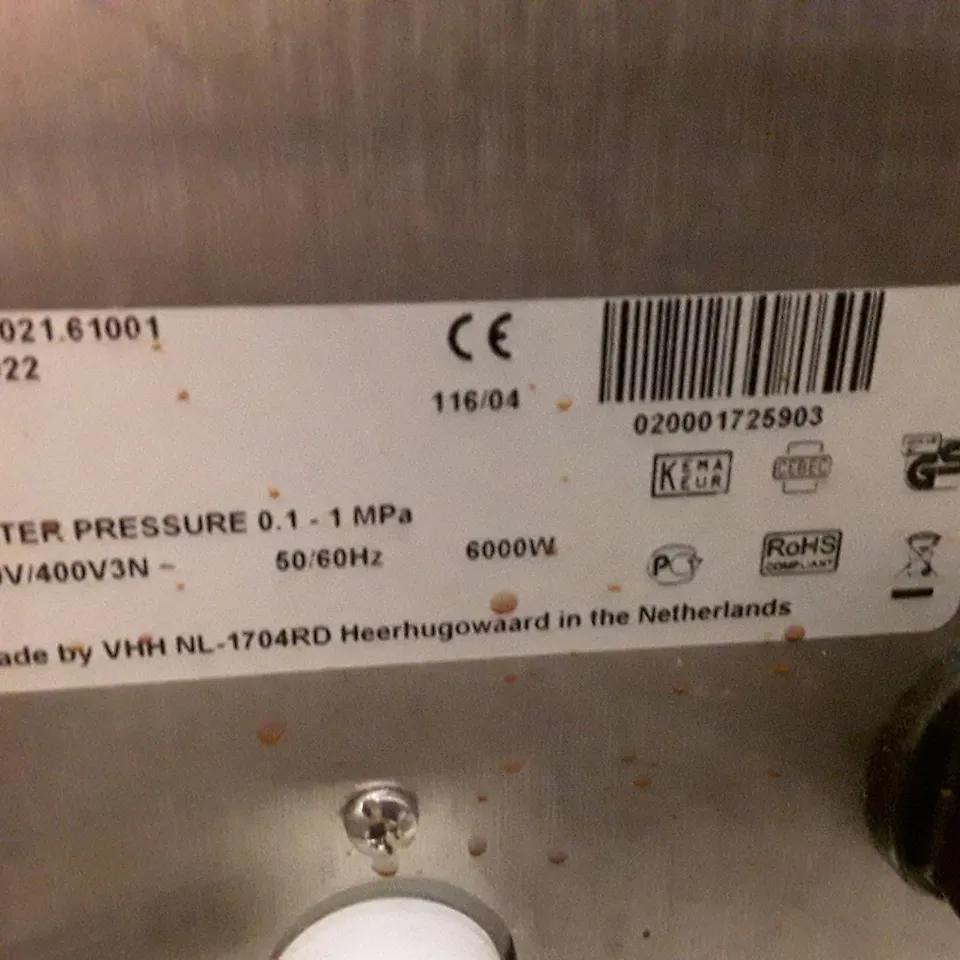 021.61001
22
CE
116/04
020001725903
KEMA EUR
CEBEC
GS
TER PRESSURE 0.1 - 1 MPa
V/400V3N ~ 50/60Hz 6000W
RoHS
COMPLIANT
ade by VHH NL-1704RD Heerhugowaard in the Netherlands